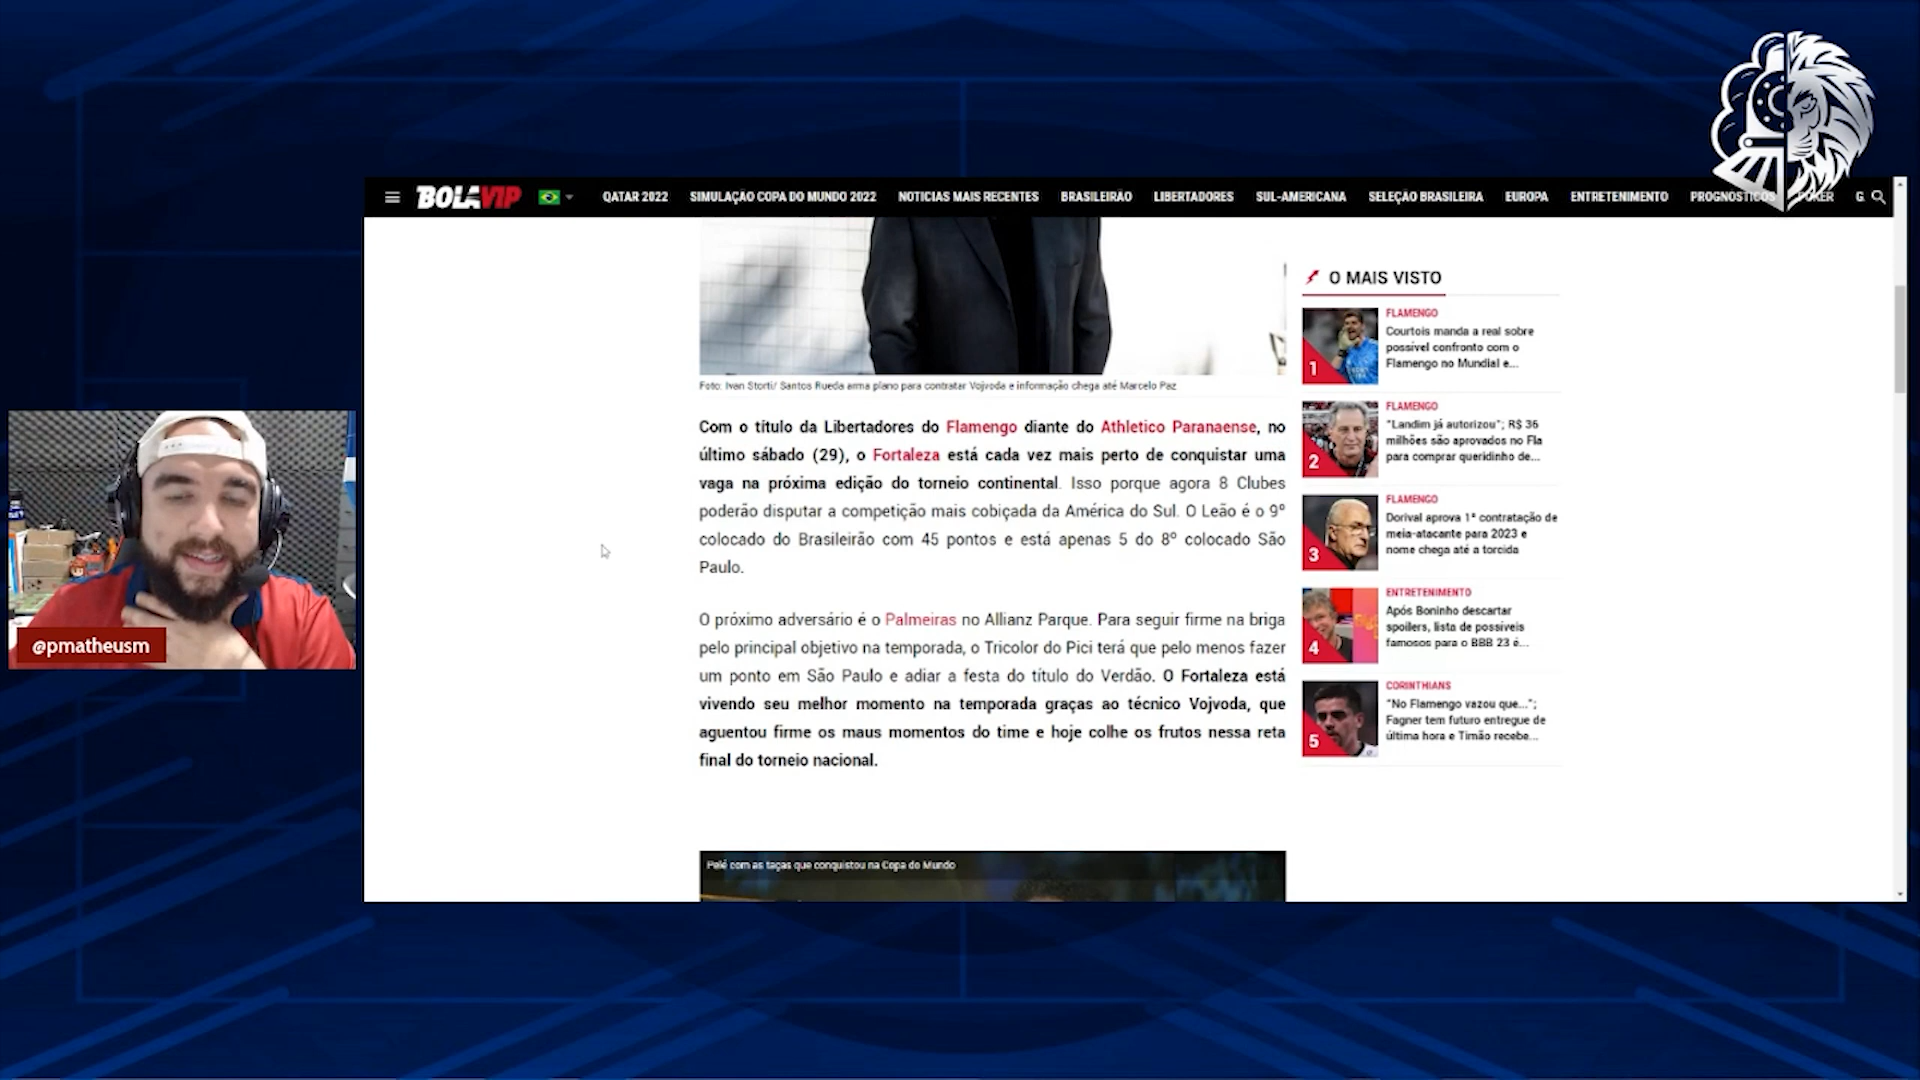 BOLAVIP
QATAR 2022 SIMULAÇÃO COPA DO MUNDO 2022 NOTICIAS MAIS RECENTES BRASILEIRÃO LIBERTADORES SUL-AMERICANA SELEÇÃO BRASILEIRA EUROPA ENTRETENIMENTO PROGNOSTICOS G
Foto: Ivan Storti/ Santos Rueda arma plano para contratar Vojvoda e informação chega até Marcelo Paz
Com o título da Libertadores do Flamengo diante do Athletico Paranaense, no
último sábado (29), o Fortaleza está cada vez mais perto de conquistar uma
vaga na próxima edição do torneio continental. Isso porque agora 8 Clubes
poderão disputar a competição mais cobiçada da América do Sul. O Leão é o 9º
colocado do Brasileirão com 45 pontos e está apenas 5 do 8º colocado São
Paulo.
O próximo adversário é o Palmeiras no Allianz Parque. Para seguir firme na briga
pelo principal objetivo na temporada, o Tricolor do Pici terá que pelo menos fazer
um ponto em São Paulo e adiar a festa do título do Verdão. O Fortaleza está
vivendo seu melhor momento na temporada graças ao técnico Vojvoda, que
aguentou firme os maus momentos do time e hoje colhe os frutos nessa reta
final do torneio nacional.
Pelé com as taças que conquistou na Copa do Mundo
O MAIS VISTO
1
FLAMENGO
Courtois manda a real sobre
possível confronto com o
Flamengo no Mundial e...
2
FLAMENGO
"Landim já autorizou"; R$ 36
milhões são aprovados no Fla
para comprar queridinho de...
3
FLAMENGO
Dorival aprova 1ª contratação de
meia-atacante para 2023 e
nome chega até a torcida
4
ENTRETENIMENTO
Após Boninho descartar
spoilers, lista de possíveis
famosos para o BBB 23 é...
5
CORINTHIANS
"No Flamengo vazou que...";
Fagner tem futuro entregue de
última hora e Timão recebe...
@pmatheusm